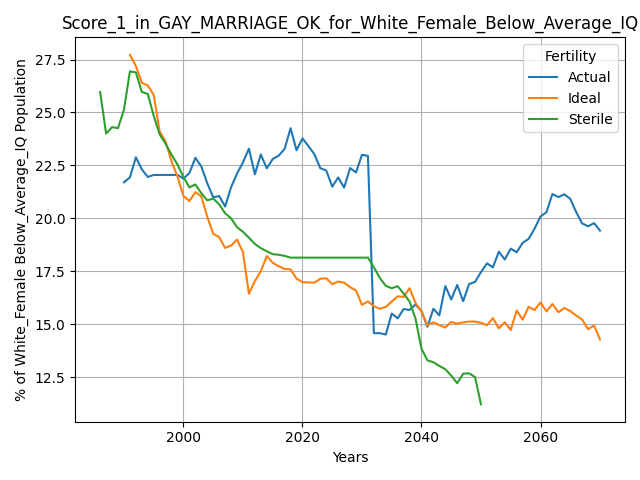 Score_1_in_GAY_MARRIAGE_OK_for_White_Female_Below_Average_IQ
% of White_Female Below_Average_IQ Population
27.5
25.0
22.5
20.0
17.5
15.0
12.5
Fertility
Actual
Ideal
Sterile
2000
2020
2040
2060
Years